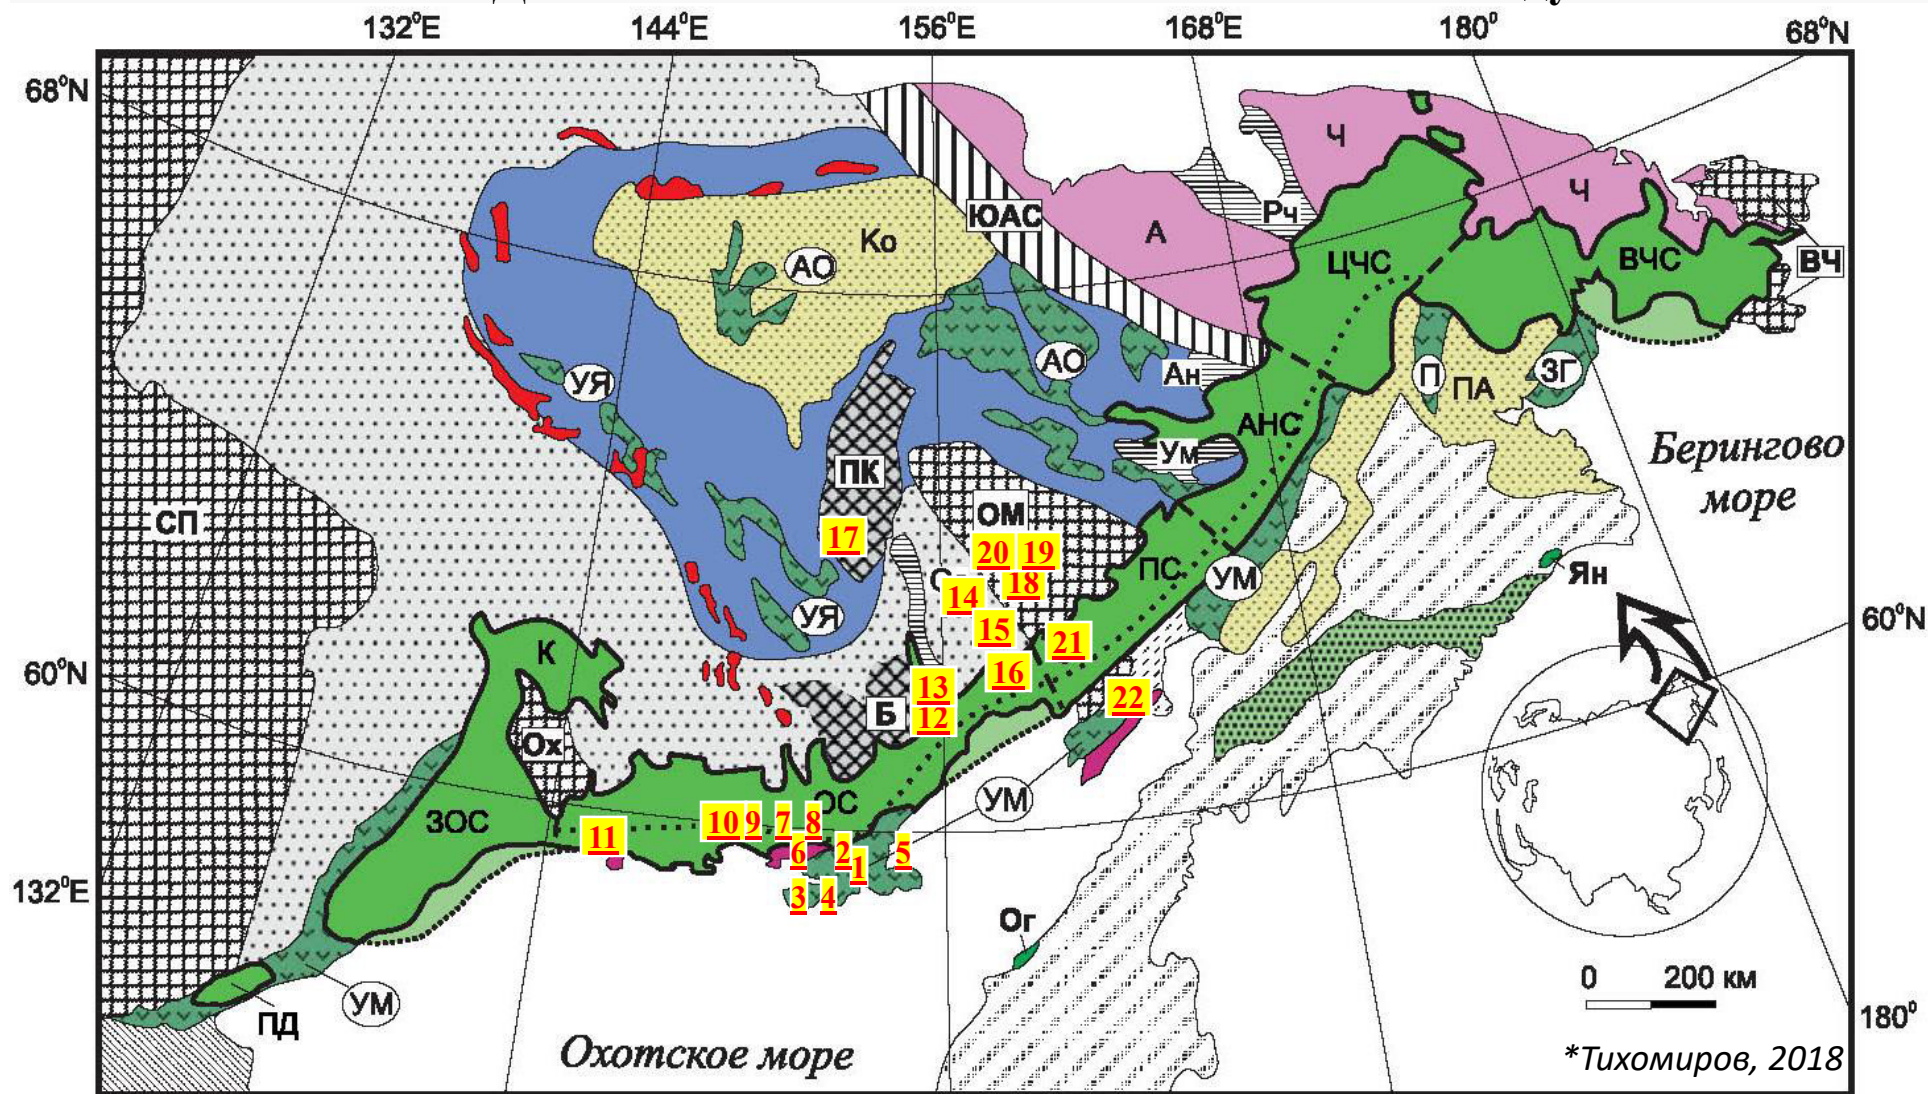 132°E 144°E 156°E 168°E 180° 68°N
68°N
Ч
Ч
ЮАС
Рч
А
Ко
АО
ЦЧС
ВЧС
ВЧ
АО
УЯ
Ан
П
ПА
ЗГ
АНС
Ум
Берингово
море
ПК
ОМ
СП
17
20
19
ПС
УМ
Ян
18
14
УЯ
15
60°N
21
К
16
60°N
13
22
Б
12
Ох
УМ
ОС
ЗОС
10
9
7
8
11
6
2
5
1
132°E
3
4
Ог
0 200 км
УМ
ПД
180°
Охотское море
*Тихомиров, 2018